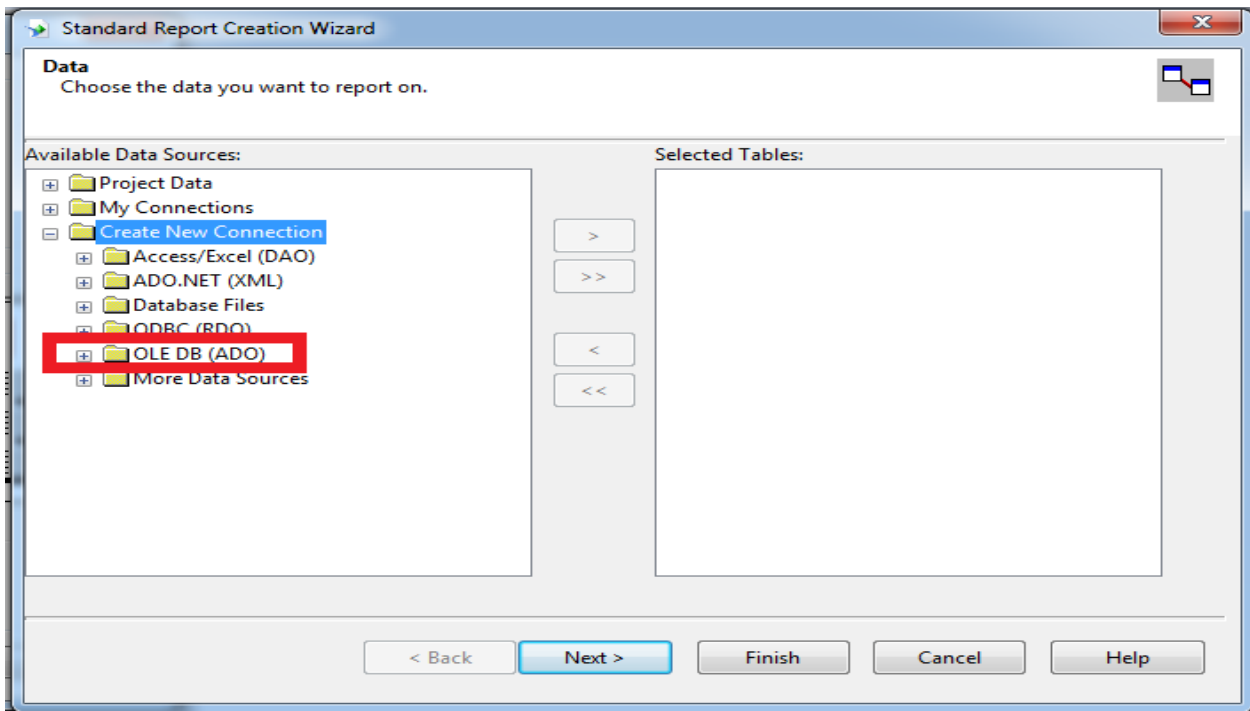 Standard Report Creation Wizard
Data
Choose the data you want to report on.
Available Data Sources:
Project Data
My Connections
Create New Connection
Access/Excel (DAO)
ADO.NET (XML)
Database Files
ODBC (RDO)
OLE DB (ADO)
More Data Sources
>
>>
<
<<
Selected Tables:
< Back
Next >
Finish
Cancel
Help